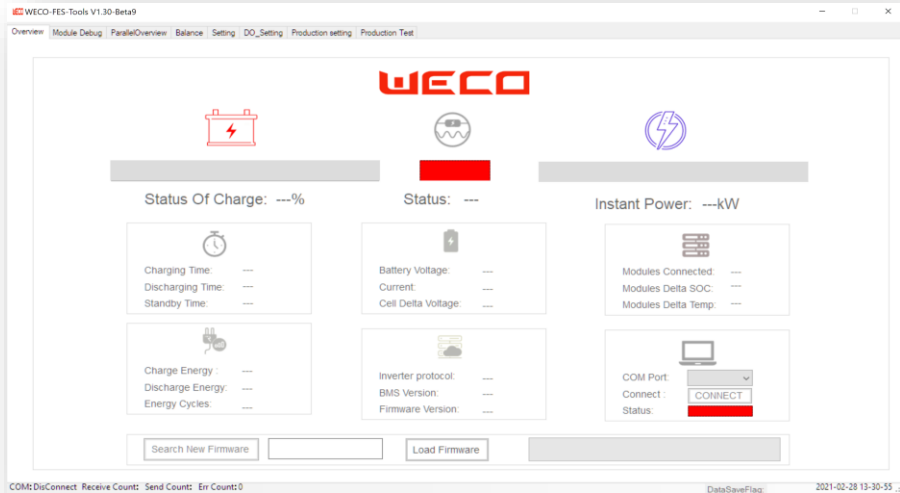 WECO-FES-Tools V1.30-Beta9
Overview Module Debug ParallelOverview Balance Setting DO_Setting Production setting Production Test
WECO
Status Of Charge: ---% Status: --- Instant Power: ---kW
Charging Time: ---
Discharging Time: ---
Standby Time: ---
Battery Voltage: ---
Current: ---
Cell Delta Voltage: ---
Modules Connected: ---
Modules Delta SOC: ---
Modules Delta Temp: ---
Charge Energy : ---
Discharge Energy: ---
Energy Cycles: ---
Inverter protocol: ---
BMS Version: ---
Firmware Version: ---
COM Port:
Connect : CONNECT
Status:
Search New Firmware Load Firmware
COM: DisConnect Receive Count: Send Count: Err Count: 0 DataSaveFlag: 2021-02-28 13-30-55